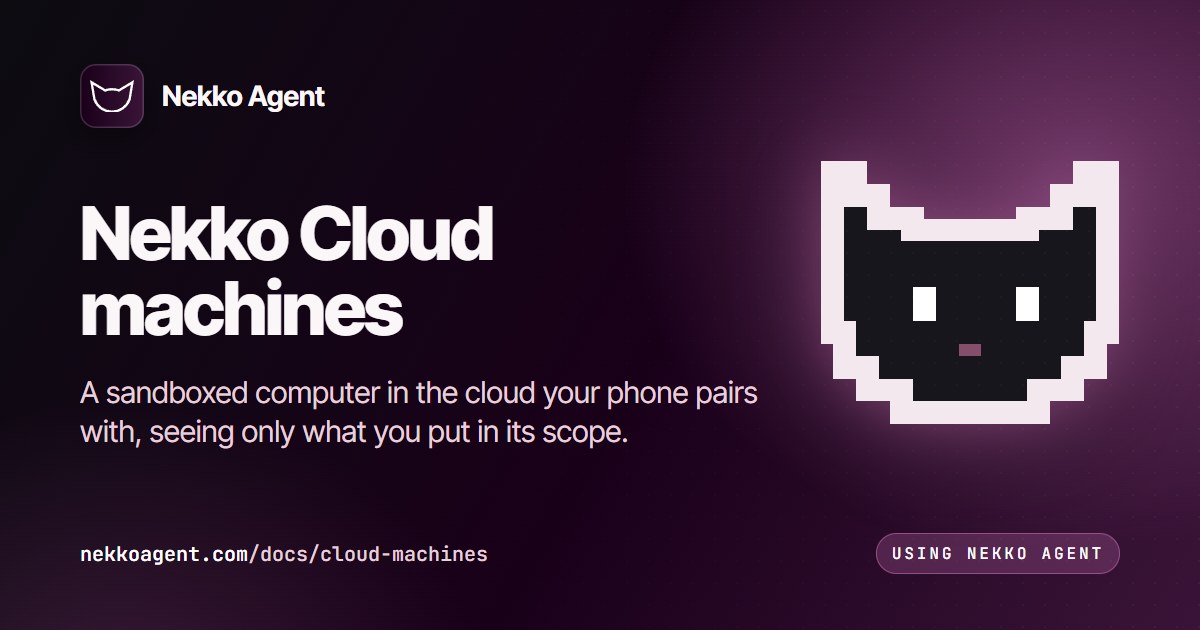 Nekko Agent
Nekko Cloud
machines
A sandboxed computer in the cloud your phone pairs
with, seeing only what you put in its scope.
nekkoagent.com/docs/cloud-machines
USING NEKKO AGENT